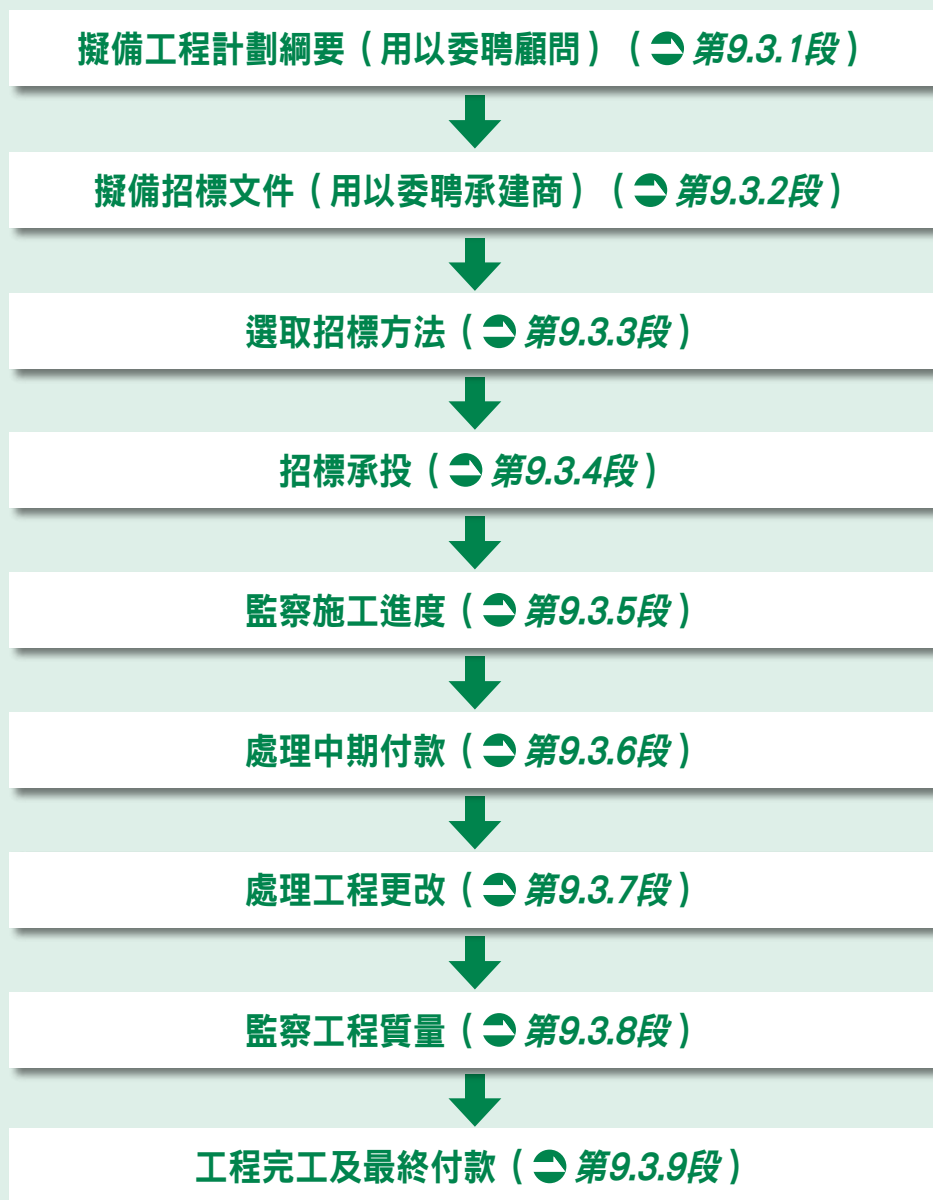 擬備工程計劃綱要（用以委聘顧問）（➲ 第9.3.1段）
擬備招標文件（用以委聘承建商）（➲ 第9.3.2段）
選取招標方法（➲ 第9.3.3段）
招標承投（➲ 第9.3.4段）
監察施工進度（➲ 第9.3.5段）
處理中期付款（➲ 第9.3.6段）
處理工程更改（➲ 第9.3.7段）
監察工程質量（➲ 第9.3.8段）
工程完工及最終付款（➲ 第9.3.9段）